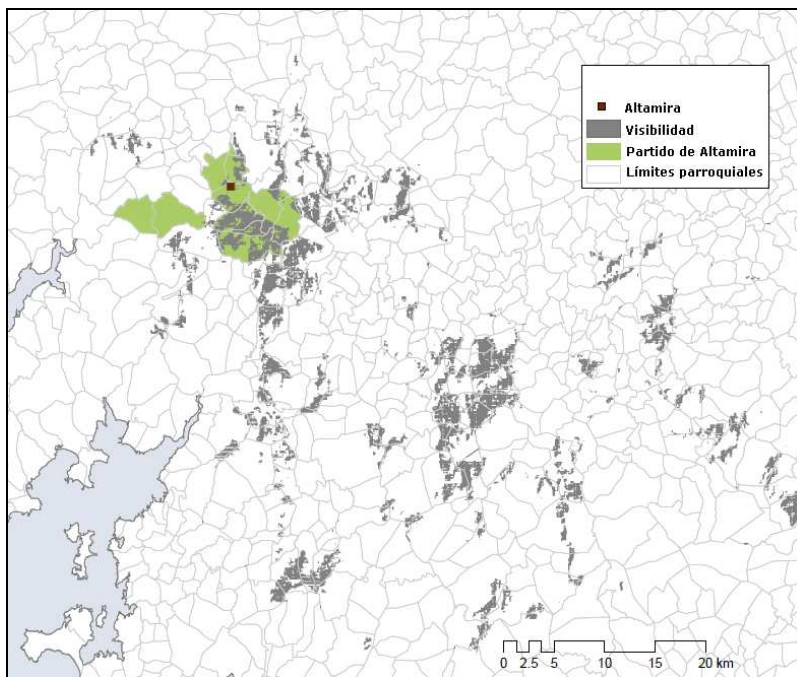 Altamira
Visibilidad
Partido de Altamira
Límites parroquiales
0 2.5 5 10 15 20 km